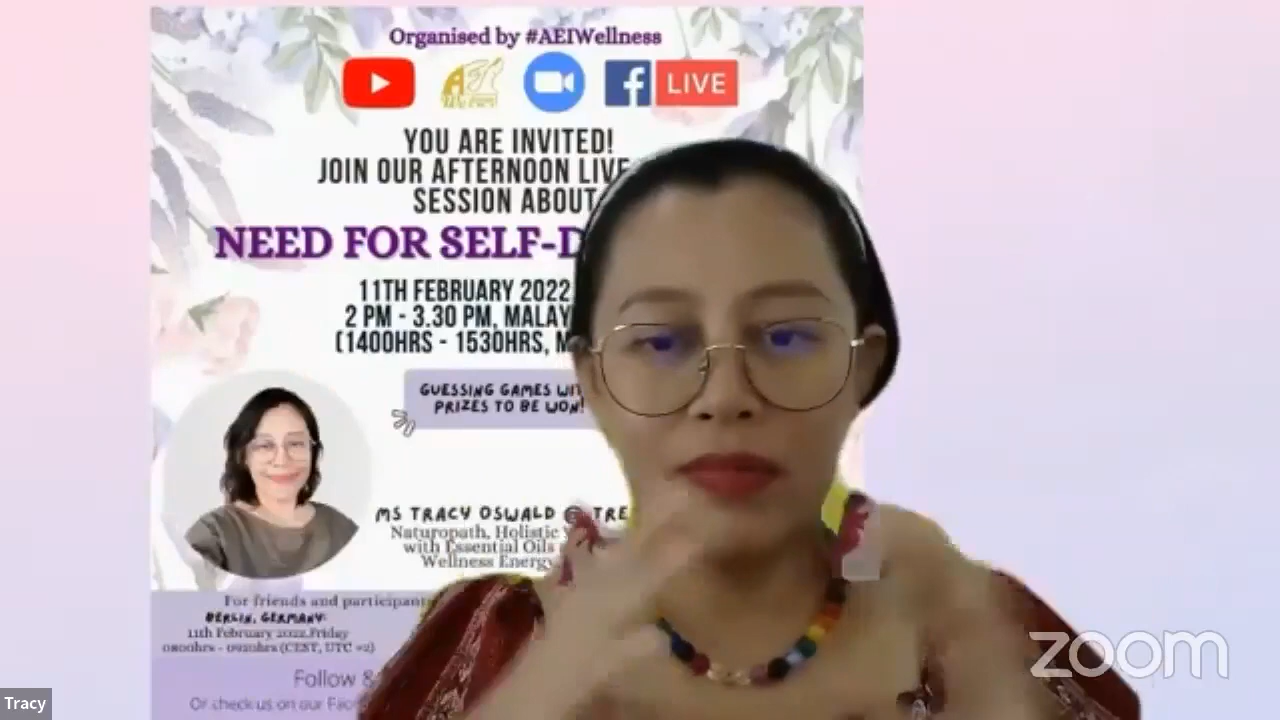 Organised by #AEIWellness
LIVE
YOU ARE INVITED!
JOIN OUR AFTERNOON LIVE
SESSION ABOUT
NEED FOR SELF-D
11TH FEBRUARY 2022
2 PM - 3.30 PM, MALAY
(1400HRS - 1530HRS, M
GUESSING GAMES WIT
PRIZES TO BE WON!
MS TRACY OSWALD @ TRE
Naturopath, Holistic
with Essential Oils
Wellness Energy
For friends and participants
BERLIN, GERMANY:
11th February 2022, Friday
0800hrs - 0920hrs (CEST, UTC +2)
Follow &
Or check us on our Fac
zoom
Tracy